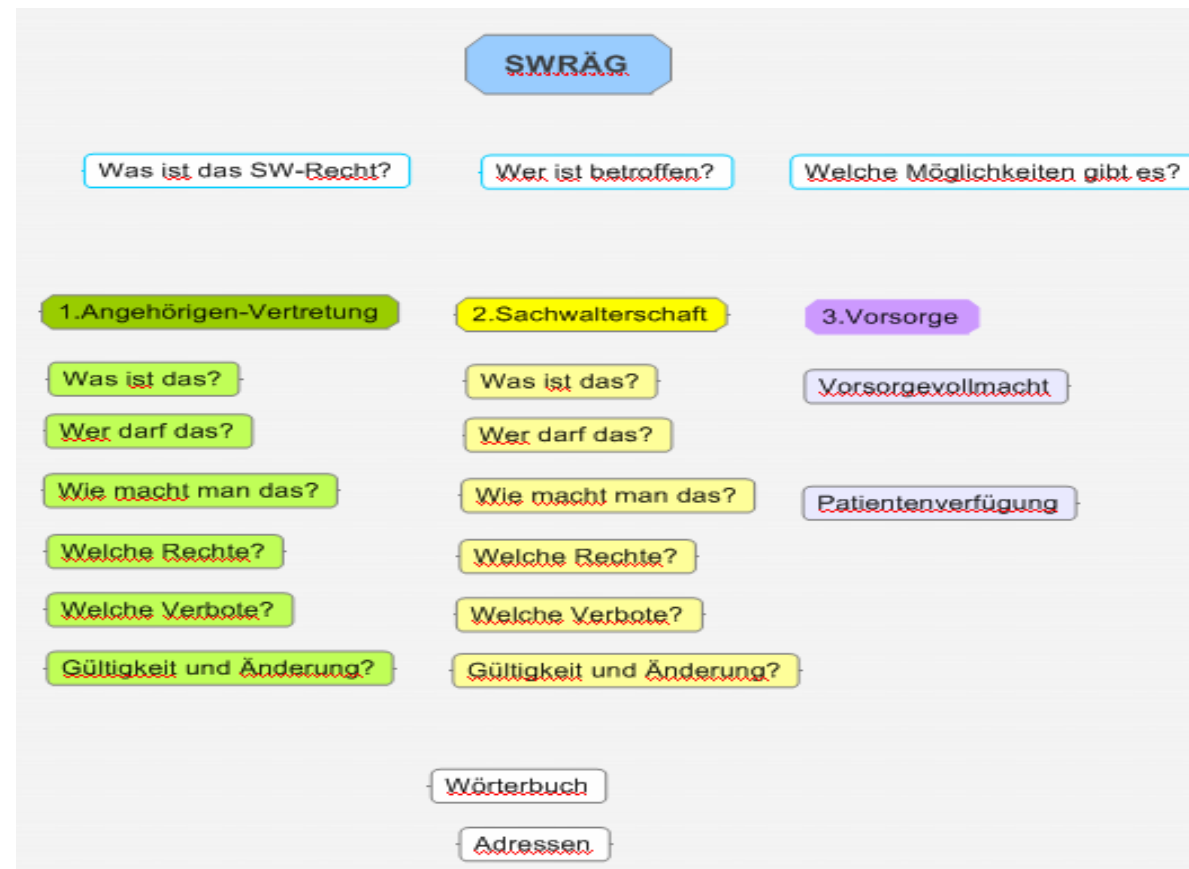 SWRÄG
Was ist das SW-Recht?
Wer ist betroffen?
Welche Möglichkeiten gibt es?
1.Angehörigen-Vertretung
Was ist das?
Wer darf das?
Wie macht man das?
Welche Rechte?
Welche Verbote?
Gültigkeit und Änderung?
2.Sachwalterschaft
Was ist das?
Wer darf das?
Wie macht man das?
Welche Rechte?
Welche Verbote?
Gültigkeit und Änderung?
3.Vorsorge
Vorsorgevollmacht
Patientenverfügung
Wörterbuch
Adressen